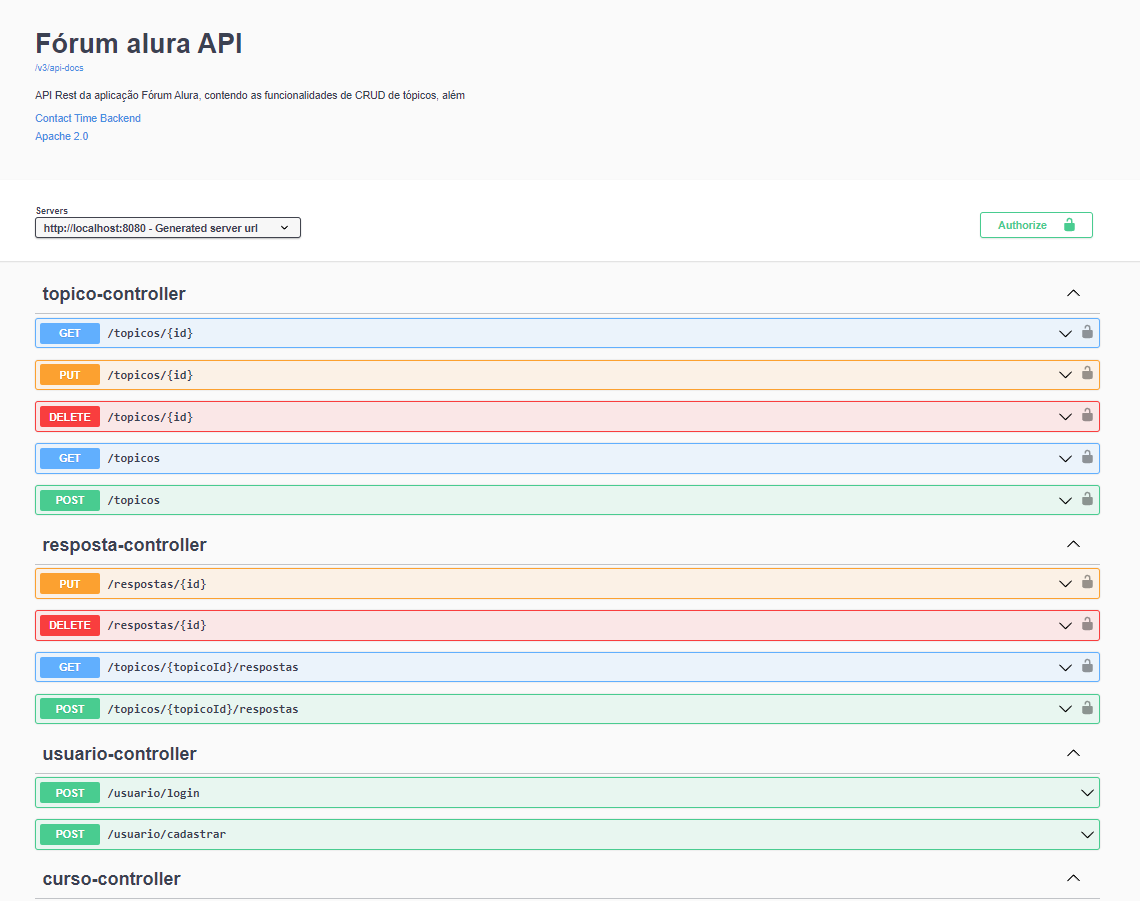 Fórum alura API
/v3/api-docs
API Rest da aplicação Fórum Alura, contendo as funcionalidades de CRUD de tópicos, além
Contact Time Backend
Apache 2.0
Servers
http://localhost:8080 - Generated server url
Authorize
topico-controller
GET /topicos/{id}
PUT /topicos/{id}
DELETE /topicos/{id}
GET /topicos
POST /topicos
resposta-controller
PUT /respostas/{id}
DELETE /respostas/{id}
GET /topicos/{topicoId}/respostas
POST /topicos/{topicoId}/respostas
usuario-controller
POST /usuario/login
POST /usuario/cadastrar
curso-controller